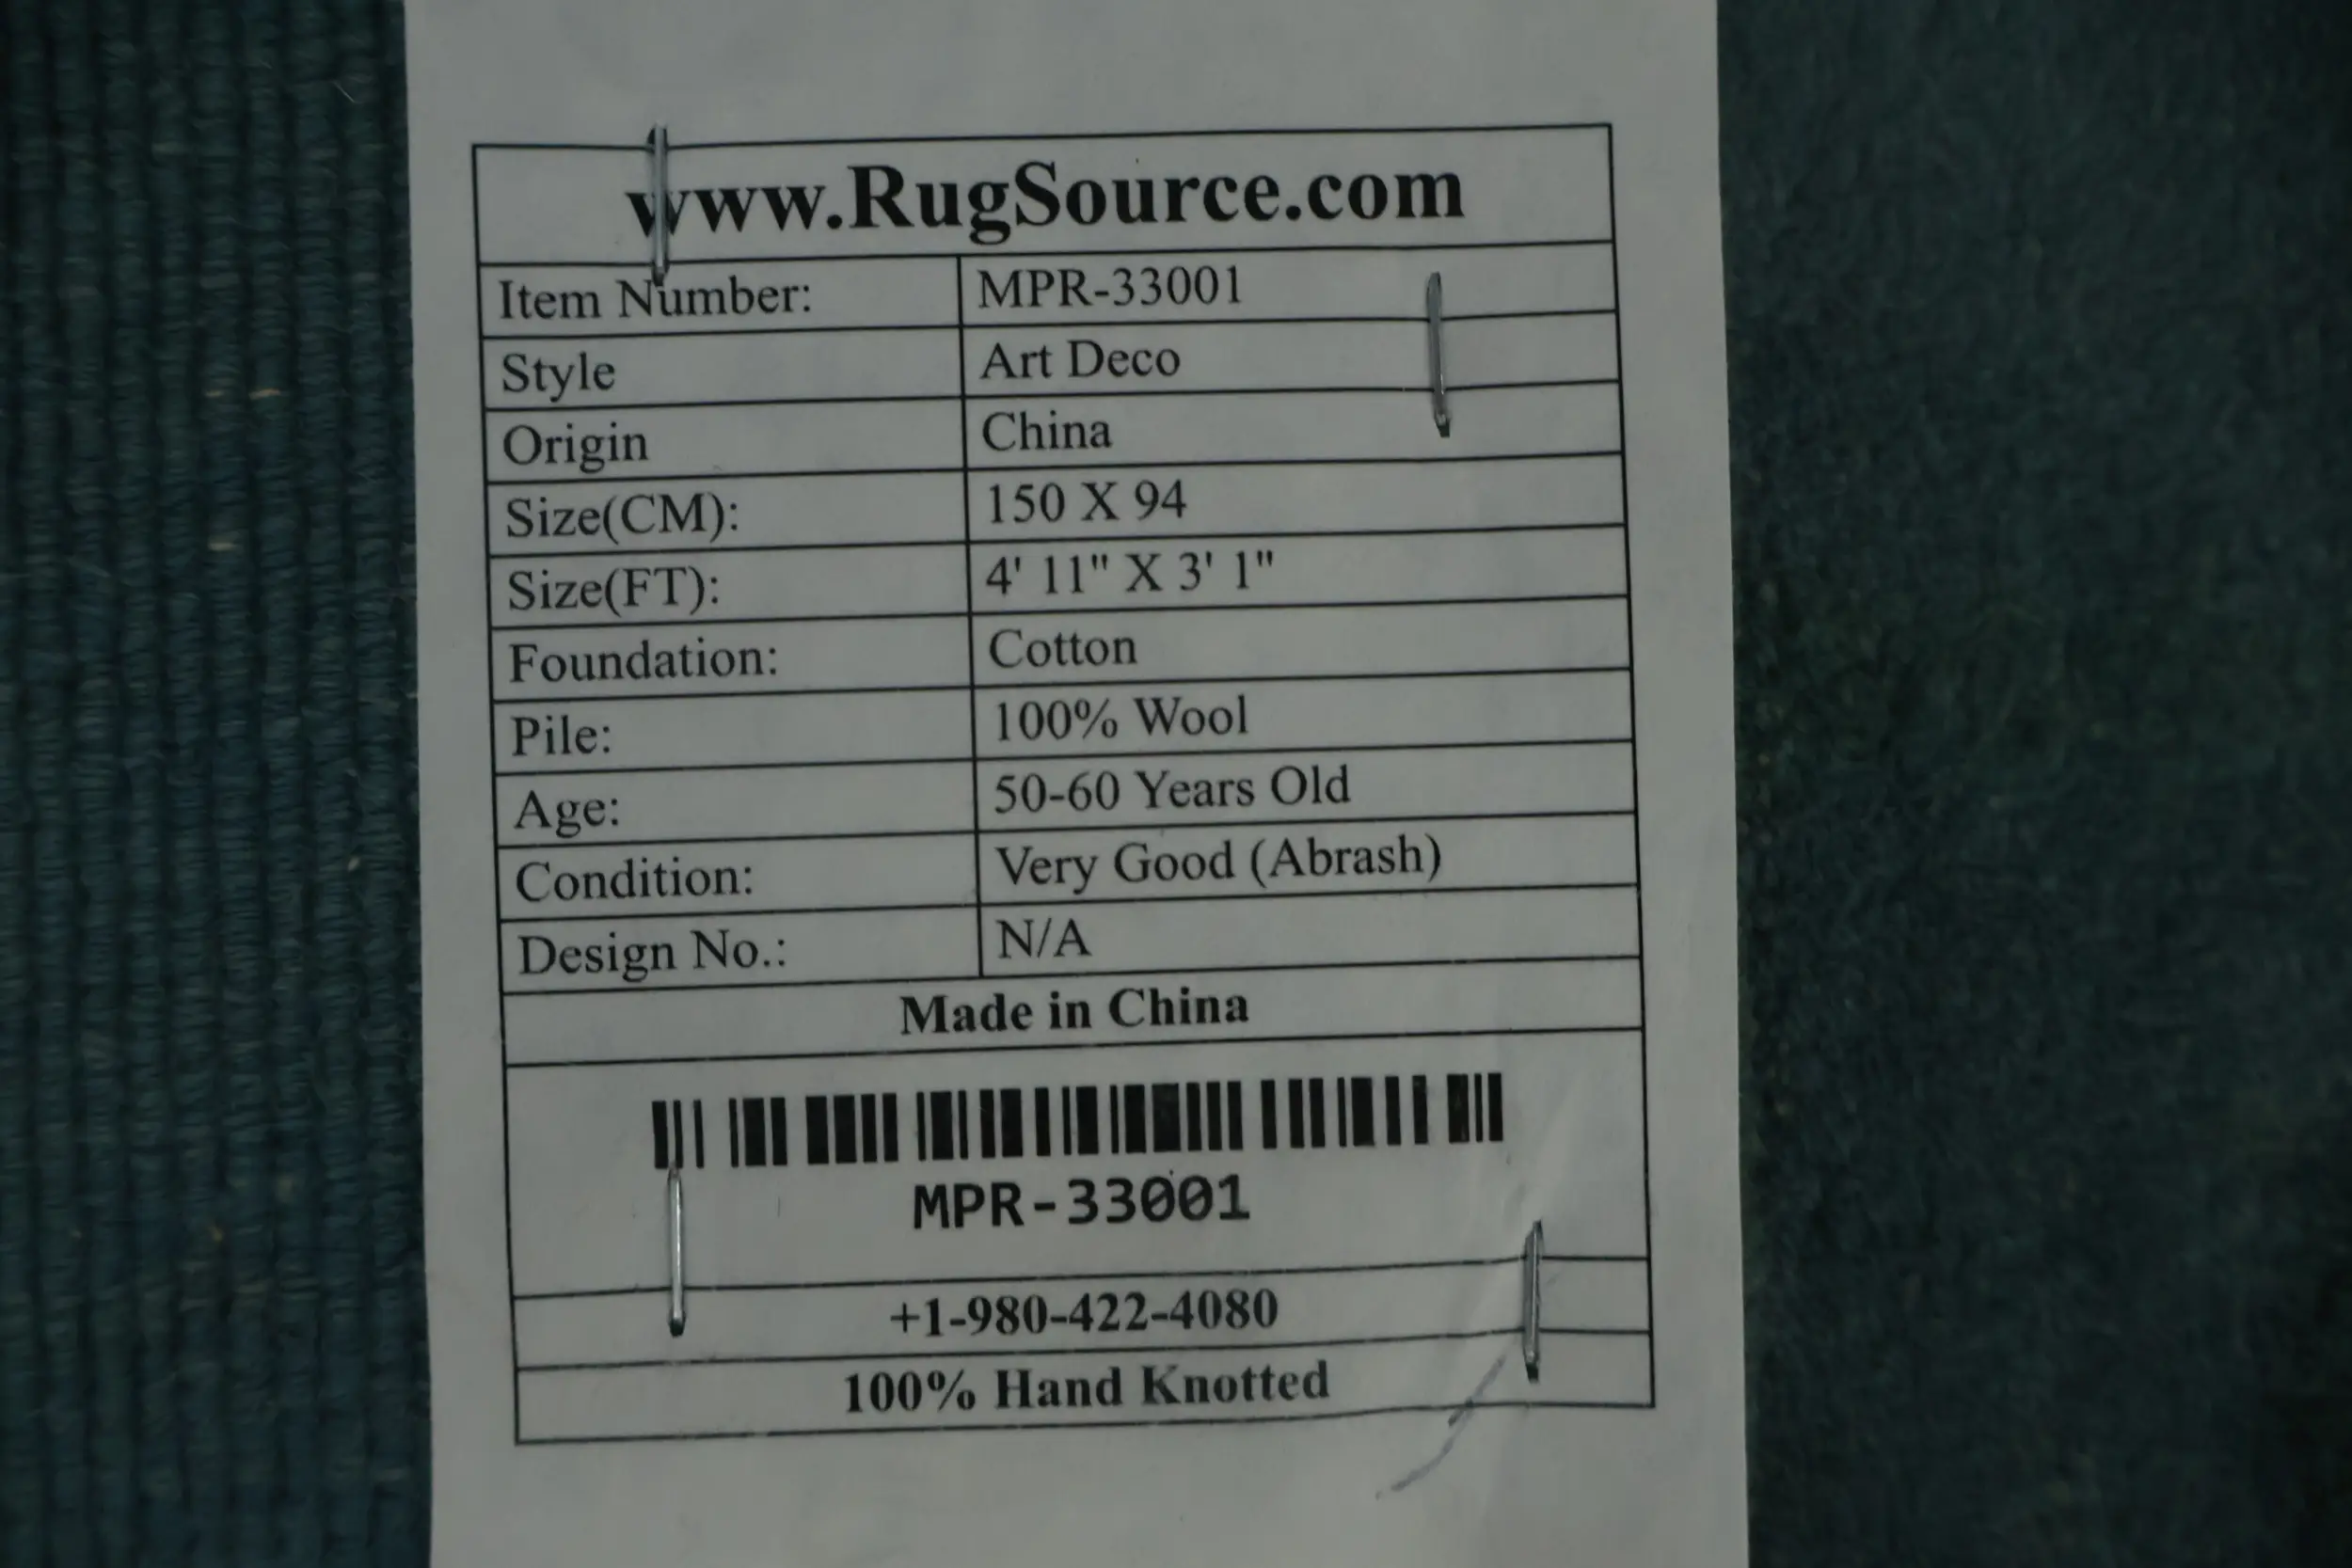 www.RugSource.com
Item Number: MPR-33001
Style Art Deco
Origin China
Size(CM): 150 X 94
Size(FT): 4' 11" X 3' 1"
Foundation: Cotton
Pile: 100% Wool
Age: 50-60 Years Old
Condition: Very Good (Abrash)
Design No.: N/A
Made in China
MPR-33001
+1-980-422-4080
100% Hand Knotted